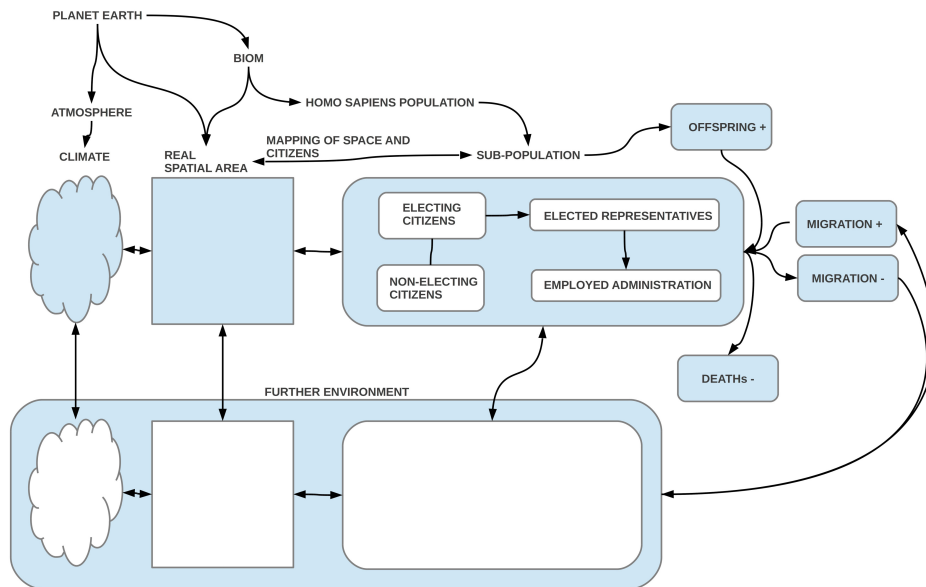 PLANET EARTH
BIOM
HOMO SAPIENS POPULATION
ATMOSPHERE
OFFSPRING +
MAPPING OF SPACE AND
CITIZENS
CLIMATE
REAL
SPATIAL AREA
SUB-POPULATION
ELECTING
CITIZENS
ELECTED REPRESENTATIVES
MIGRATION +
NON-ELECTING
CITIZENS
EMPLOYED ADMINISTRATION
MIGRATION -
DEATHs -
FURTHER ENVIRONMENT